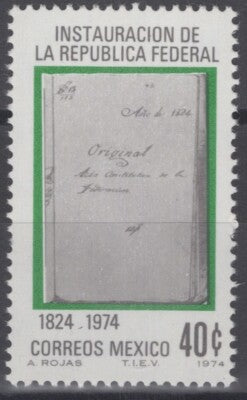 INSTAURACION DE
LA REPUBLICA FEDERAL
Año de 1824
Original
Acta Constitutiva de la
Federacion
1824.1974
40¢
CORREOS MEXICO
A. ROJAS T.I.E.V. 1974